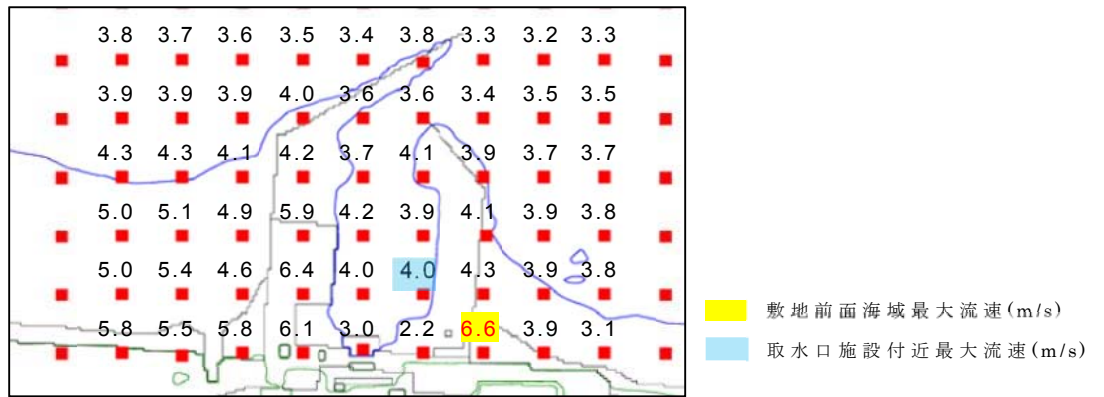 3.8 3.7 3.6 3.5 3.4 3.8 3.3 3.2 3.3
3.9 3.9 3.9 4.0 3.6 3.6 3.4 3.5 3.5
4.3 4.3 4.1 4.2 3.7 4.1 3.9 3.7 3.7
5.0 5.1 4.9 5.9 4.2 3.9 4.1 3.9 3.8
5.0 5.4 4.6 6.4 4.0 4.0 4.3 3.9 3.8
5.8 5.5 5.8 6.1 3.0 2.2 6.6 3.9 3.1
敷地前面海域最大流速(m/s)
取水口施設付近最大流速(m/s)